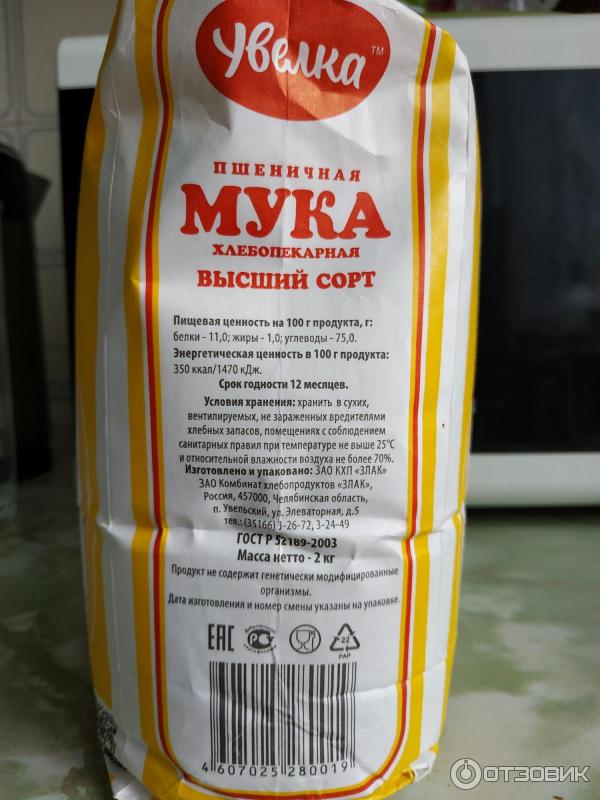 Увелка™
ПШЕНИЧНАЯ
МУКА
ХЛЕБОПЕКАРНАЯ
ВЫСШИЙ СОРТ
Пищевая ценность на 100 г продукта, г:
белки - 11,0; жиры - 1,0; углеводы - 75,0.
Энергетическая ценность в 100 г продукта:
350 ккал/1470 кДж.
Срок годности 12 месяцев.
Условия хранения: хранить в сухих,
вентилируемых, не зараженных вредителями
хлебных запасов, помещениях с соблюдением
санитарных правил при температуре не выше 25°С
и относительной влажности воздуха не более 70%.
Изготовлено и упаковано: ЗАО КХП «ЗЛАК»
ЗАО Комбинат хлебопродуктов «ЗЛАК»,
Россия, 457000, Челябинская область,
п. Увельский, ул. Элеваторная, д.5
тел.: (35166) 3-26-72, 3-24-49
ГОСТ Р 52189-2003
Масса нетто - 2 кг
Продукт не содержит генетически модифицированные
организмы.
Дата изготовления и номер смены указаны на упаковке.
ЕАС
22
PAP
4 607025 280019
ОТЗОВИК